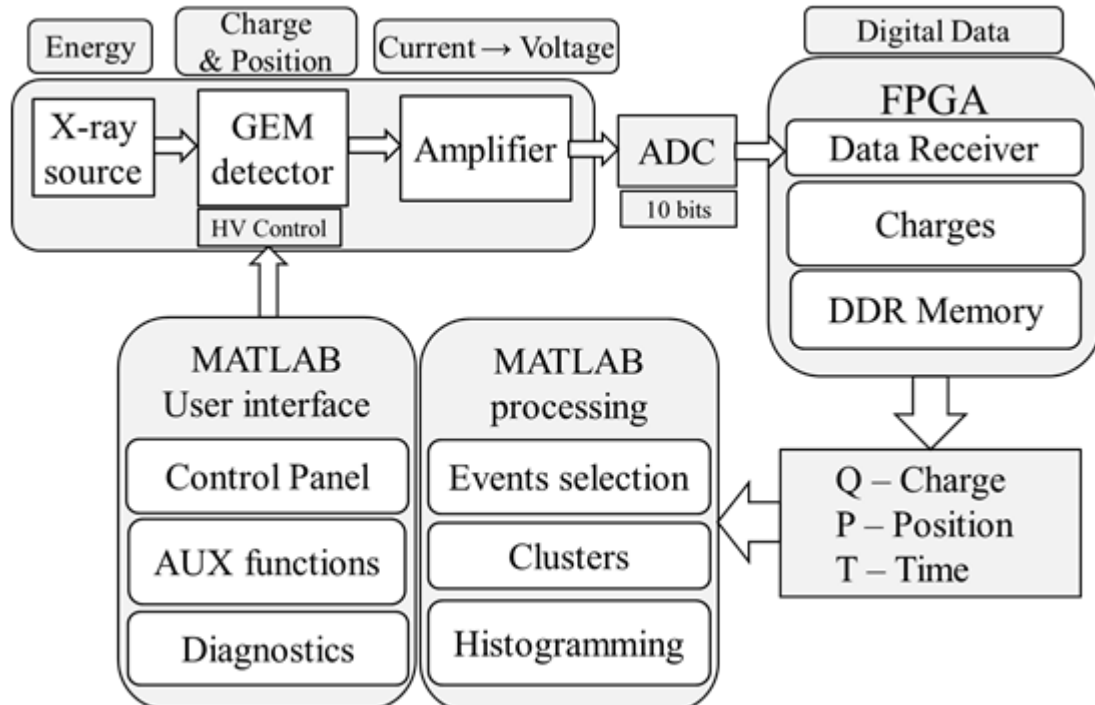 Energy
Charge
& Position
Current → Voltage
Digital Data
X-ray
source
GEM
detector
HV Control
Amplifier
ADC
10 bits
FPGA
Data Receiver
Charges
DDR Memory
MATLAB
User interface
Control Panel
AUX functions
Diagnostics
MATLAB
processing
Events selection
Clusters
Histogramming
Q – Charge
P – Position
T – Time